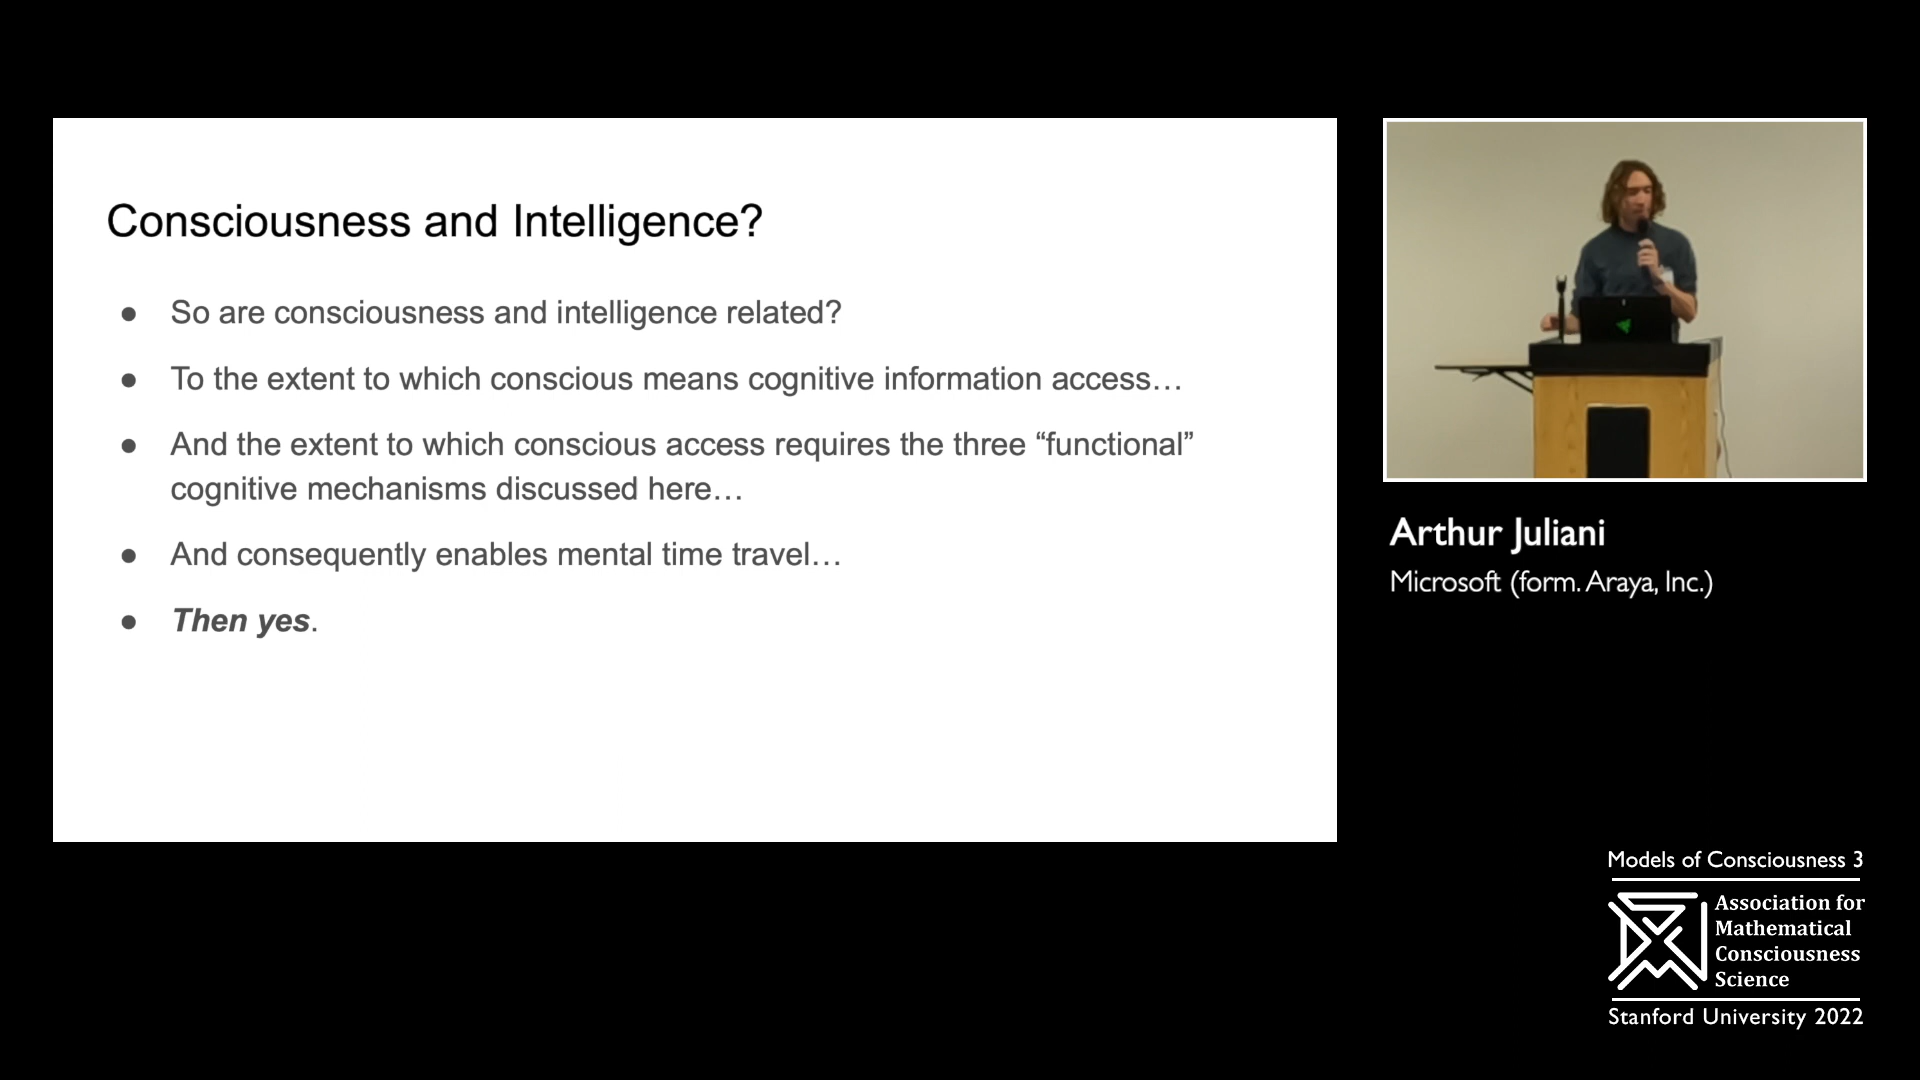 Consciousness and Intelligence?
● So are consciousness and intelligence related?
● To the extent to which conscious means cognitive information access…
● And the extent to which conscious access requires the three “functional”
cognitive mechanisms discussed here…
● And consequently enables mental time travel…
● Then yes.
Arthur Juliani
Microsoft (form. Araya, Inc.)
Models of Consciousness 3
Association for
Mathematical
Consciousness
Science
Stanford University 2022